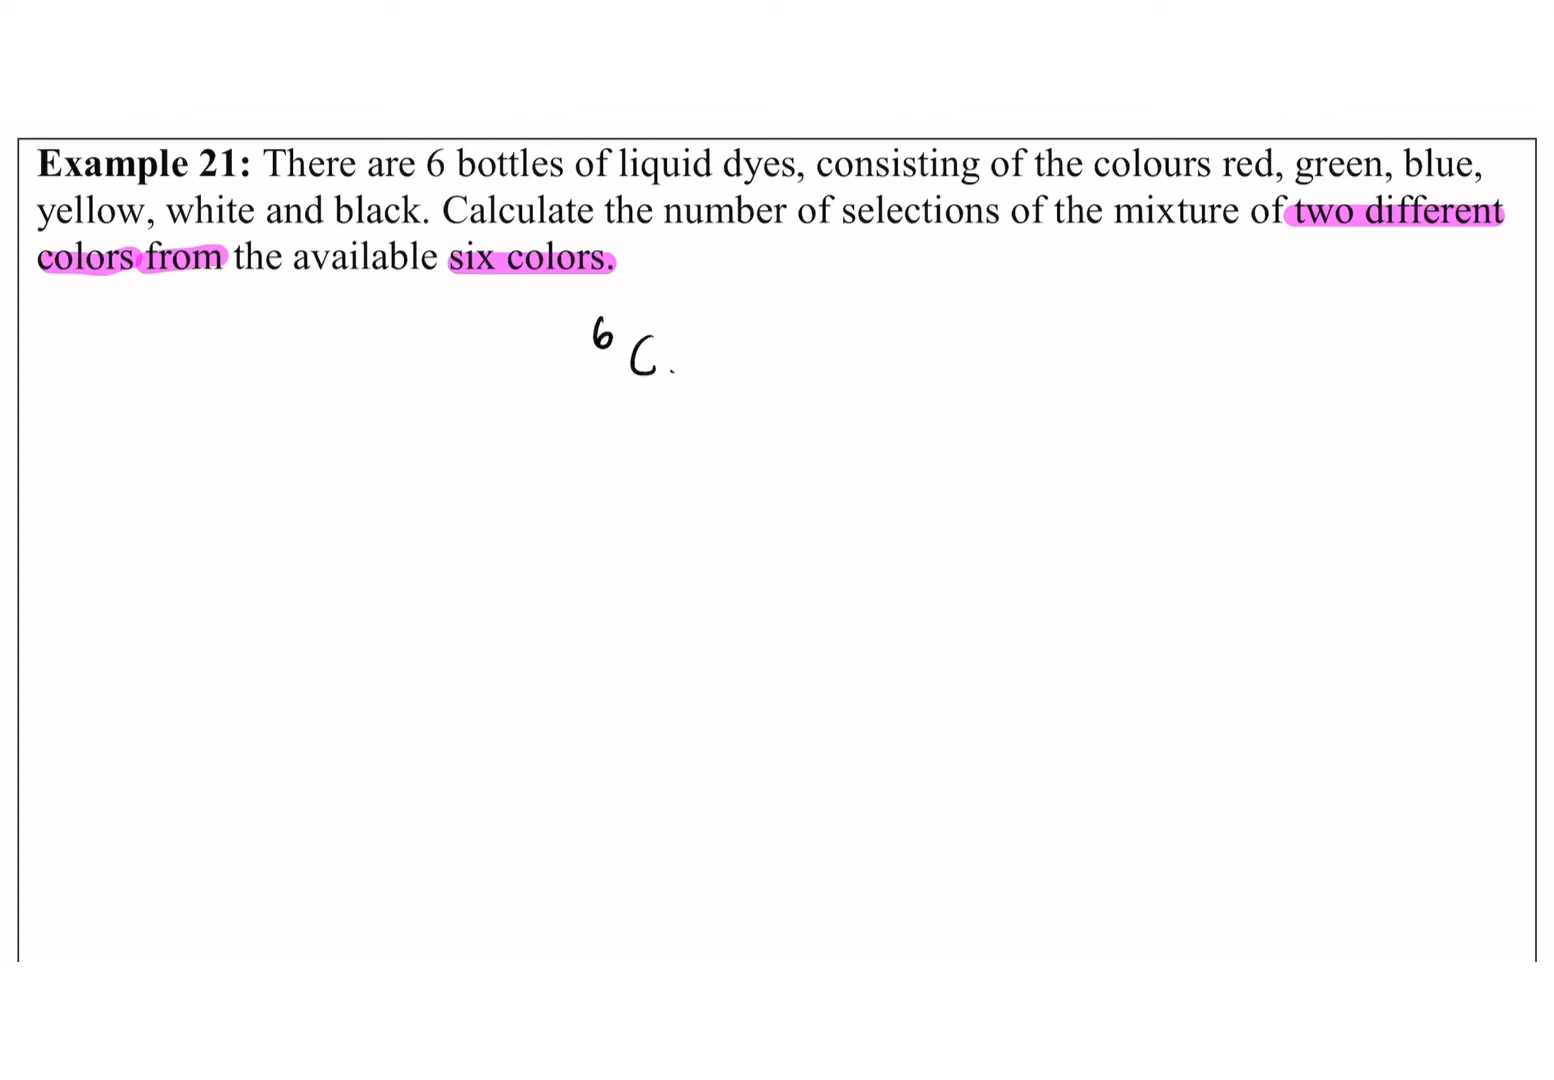 Example 21: There are 6 bottles of liquid dyes, consisting of the colours red, green, blue,
yellow, white and black. Calculate the number of selections of the mixture of two different
colors from the available six colors.
6 C.